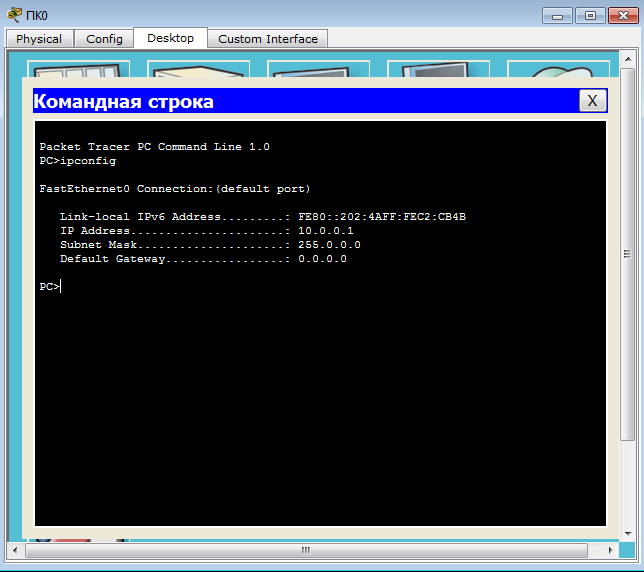 ПК0
Physical Config Desktop Custom Interface
Командная строка X
Packet Tracer PC Command Line 1.0
PC>ipconfig
FastEthernet0 Connection:(default port)
Link-local IPv6 Address.........: FE80::202:4AFF:FEC2:CB4B
IP Address......................: 10.0.0.1
Subnet Mask.....................: 255.0.0.0
Default Gateway.................: 0.0.0.0
PC>